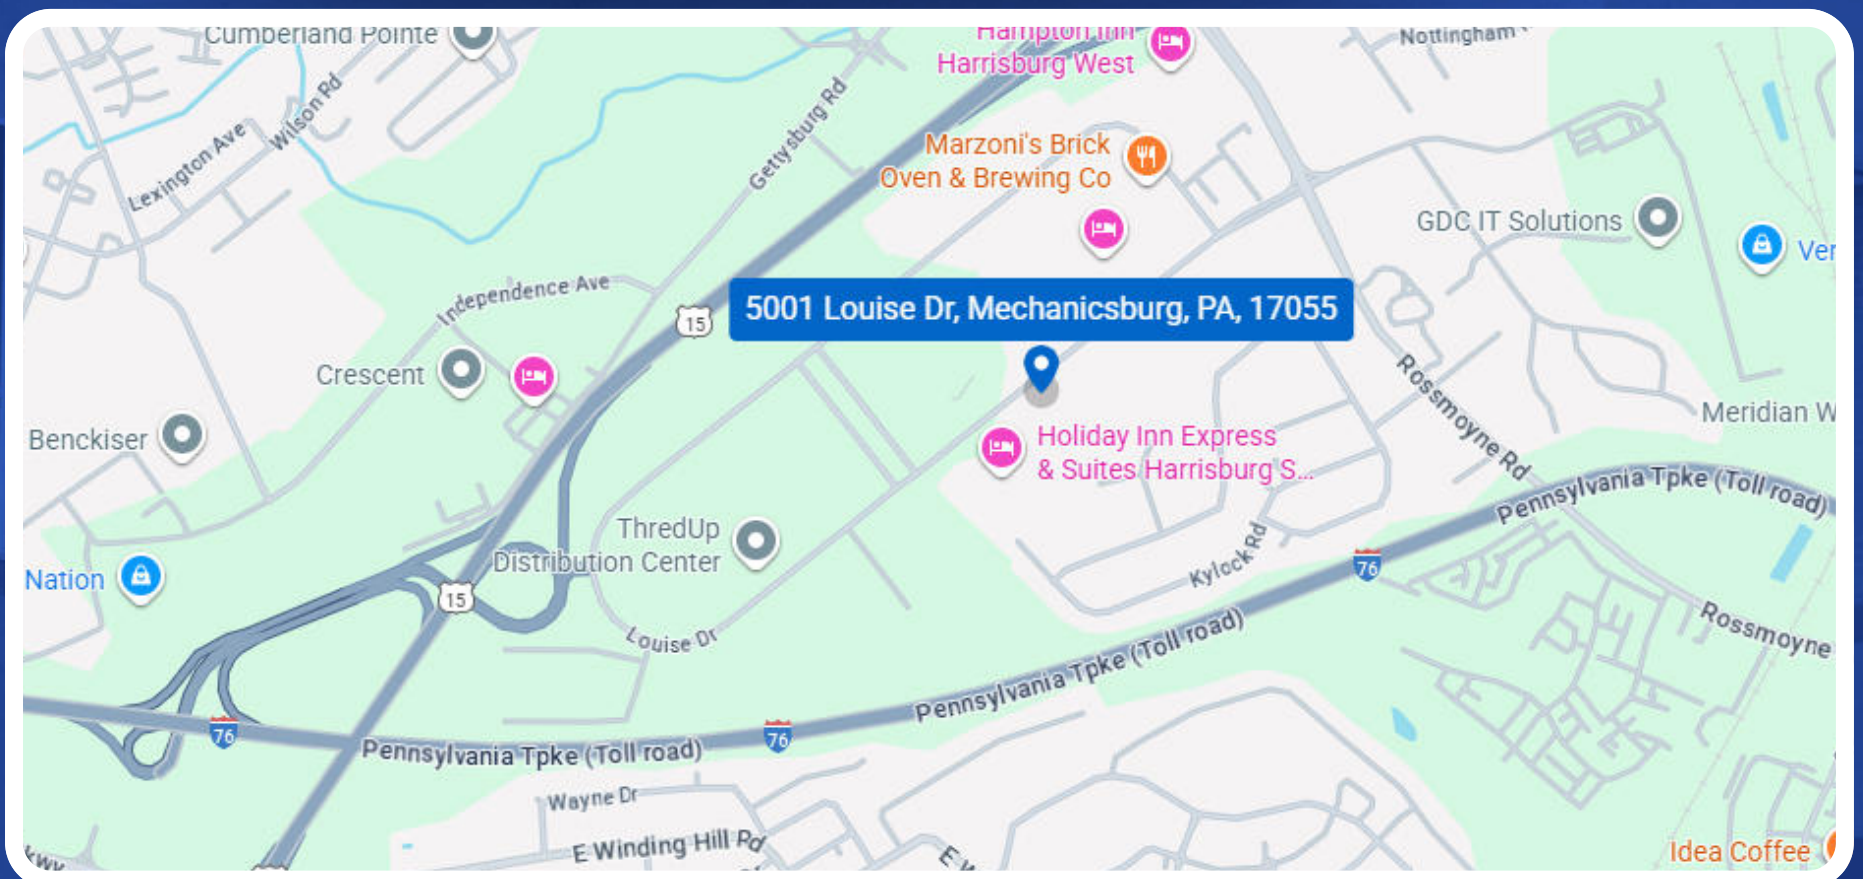 Cumberland Pointe
Hampton Inn
Harrisburg West
Nottingham
Wilson Rd
Lexington Ave
Gettysburg Rd
Marzoni's Brick
Oven & Brewing Co
GDC IT Solutions
Ver
Independence Ave
15
5001 Louise Dr, Mechanicsburg, PA, 17055
Crescent
Rossmoyne Rd
Meridian W
Benckiser
Holiday Inn Express
& Suites Harrisburg S...
Pennsylvania Tpke (Toll road)
ThredUp
Distribution Center
Kylock Rd
76
Nation
15
Louise Dr
Rossmoyne
Pennsylvania Tpke (Toll road)
76
76
Pennsylvania Tpke (Toll road)
Wayne Dr
E Winding Hill Rd
E W
kwy
Idea Coffee